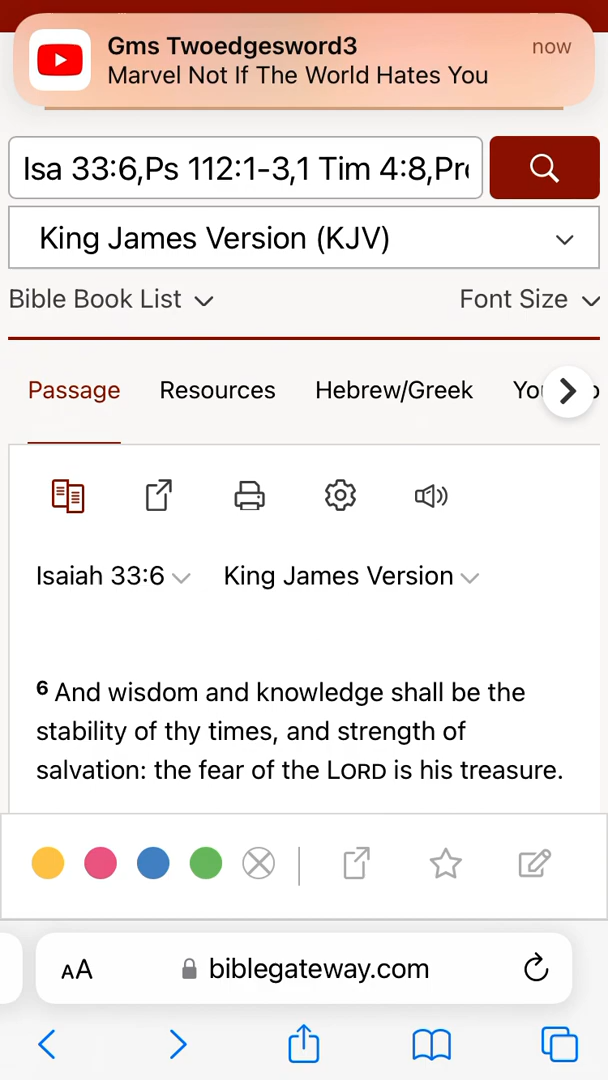 Gms Twoedgesword3
now
Marvel Not If The World Hates You
Isa 33:6,Ps 112:1-3,1 Tim 4:8,Pr
King James Version (KJV)
Bible Book List
Font Size
Passage
Resources
Hebrew/Greek
Isaiah 33:6
King James Version
6 And wisdom and knowledge shall be the
stability of thy times, and strength of
salvation: the fear of the LORD is his treasure.
AA
biblegateway.com